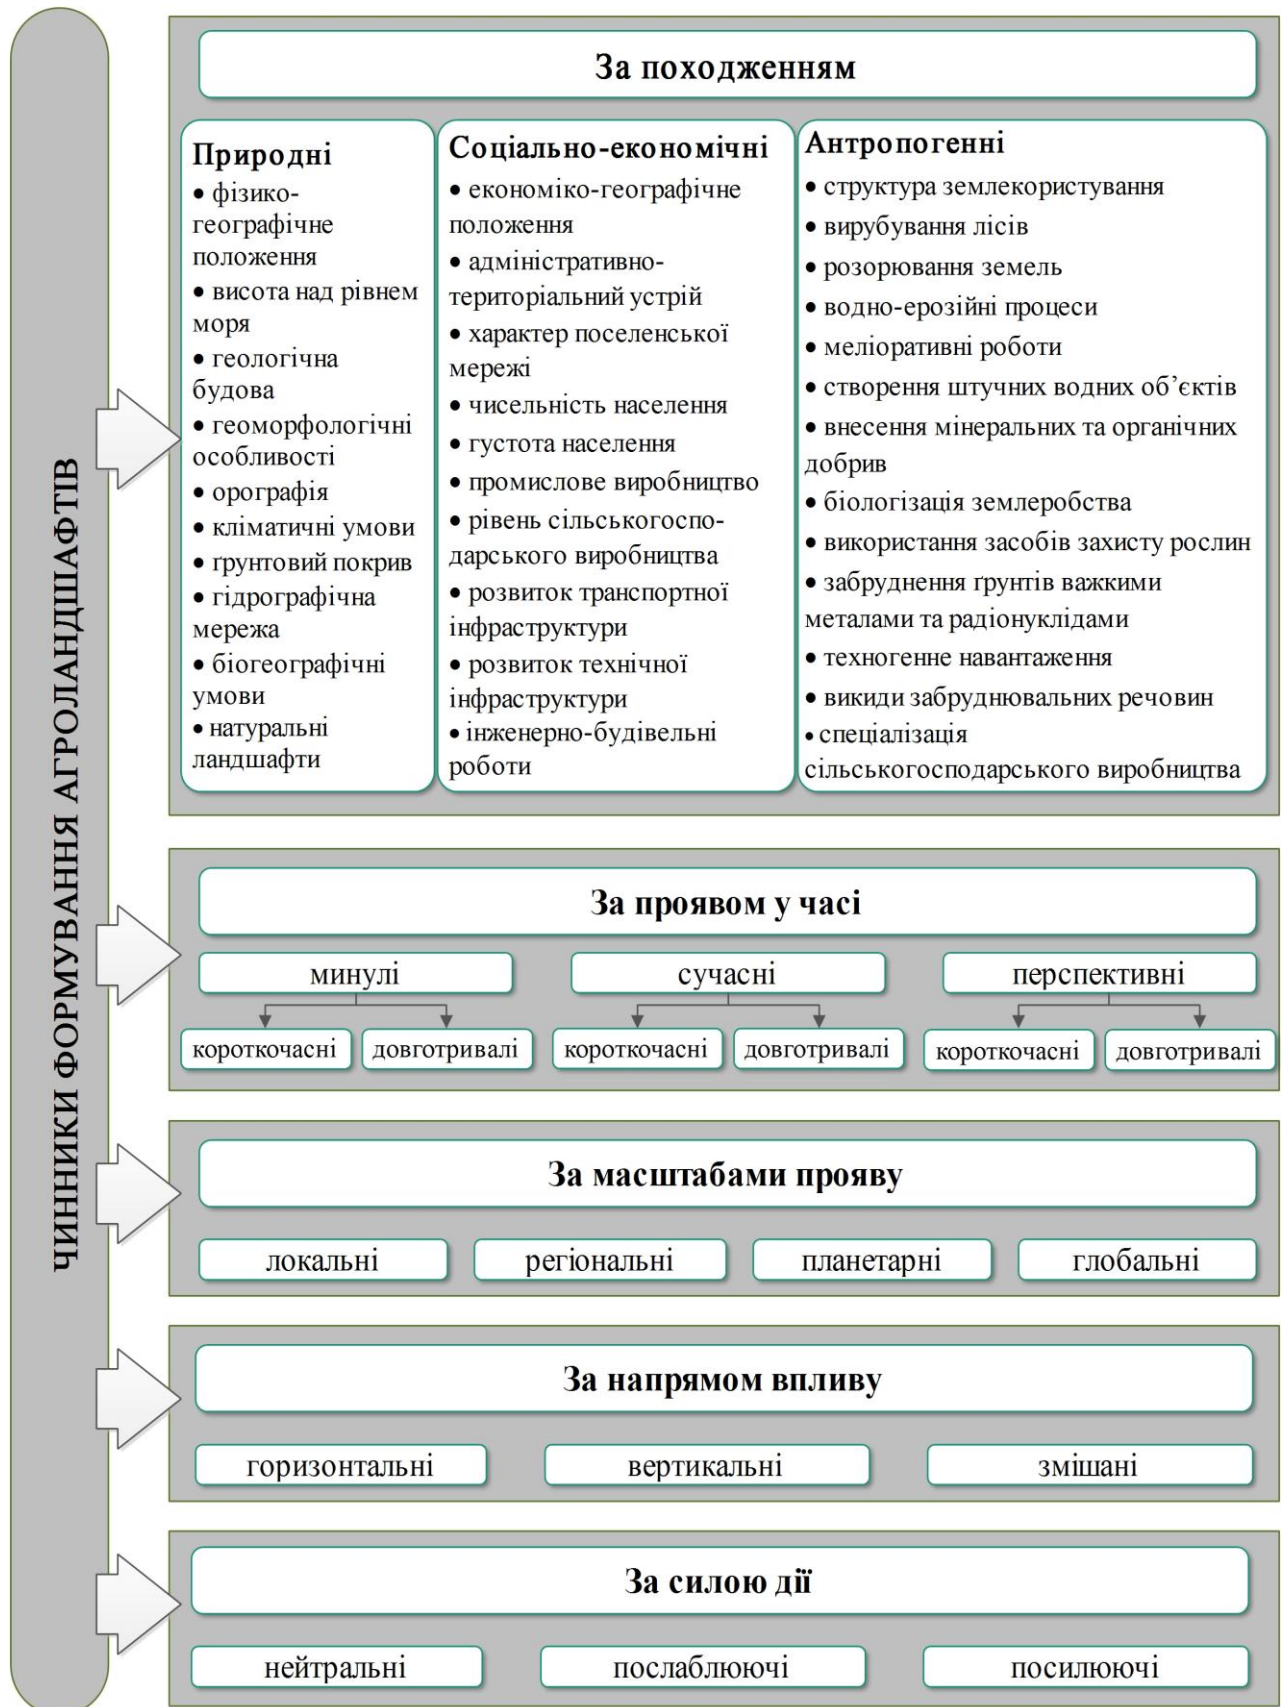 ЧИННИКИ ФОРМУВАННЯ АГРОЛАНДШАФТІВ
За походженням
Природні
• фізико-
географічне
положення
• висота над рівнем
моря
• геологічна
будова
• геоморфологічні
особливості
• орографія
• кліматичні умови
• ґрунтовий покрив
• гідрографічна
мережа
• біогеографічні
умови
• натуральні
ландшафти
Соціально-економічні
• економіко-географічне
положення
• адміністративно-
територіальний устрій
• характер поселенської
мережі
• чисельність населення
• густота населення
• промислове виробництво
• рівень сільськогоспо-
дарського виробництва
• розвиток транспортної
інфраструктури
• розвиток технічної
інфраструктури
• інженерно-будівельні
роботи
Антропогенні
• структура землекористування
• вирубування лісів
• розорювання земель
• водно-ерозійні процеси
• меліоративні роботи
• створення штучних водних об’єктів
• внесення мінеральних та органічних
добрив
• біологізація землеробства
• використання засобів захисту рослин
• забруднення ґрунтів важкими
металами та радіонуклідами
• техногенне навантаження
• викиди забруднювальних речовин
• спеціалізація
сільськогосподарського виробництва
За проявом у часі
минулі
сучасні
перспективні
короткочасні
довготривалі
короткочасні
довготривалі
короткочасні
довготривалі
За масштабами прояву
локальні
регіональні
планетарні
глобальні
За напрямом впливу
горизонтальні
вертикальні
змішані
За силою дії
нейтральні
послаблюючі
посилюючі